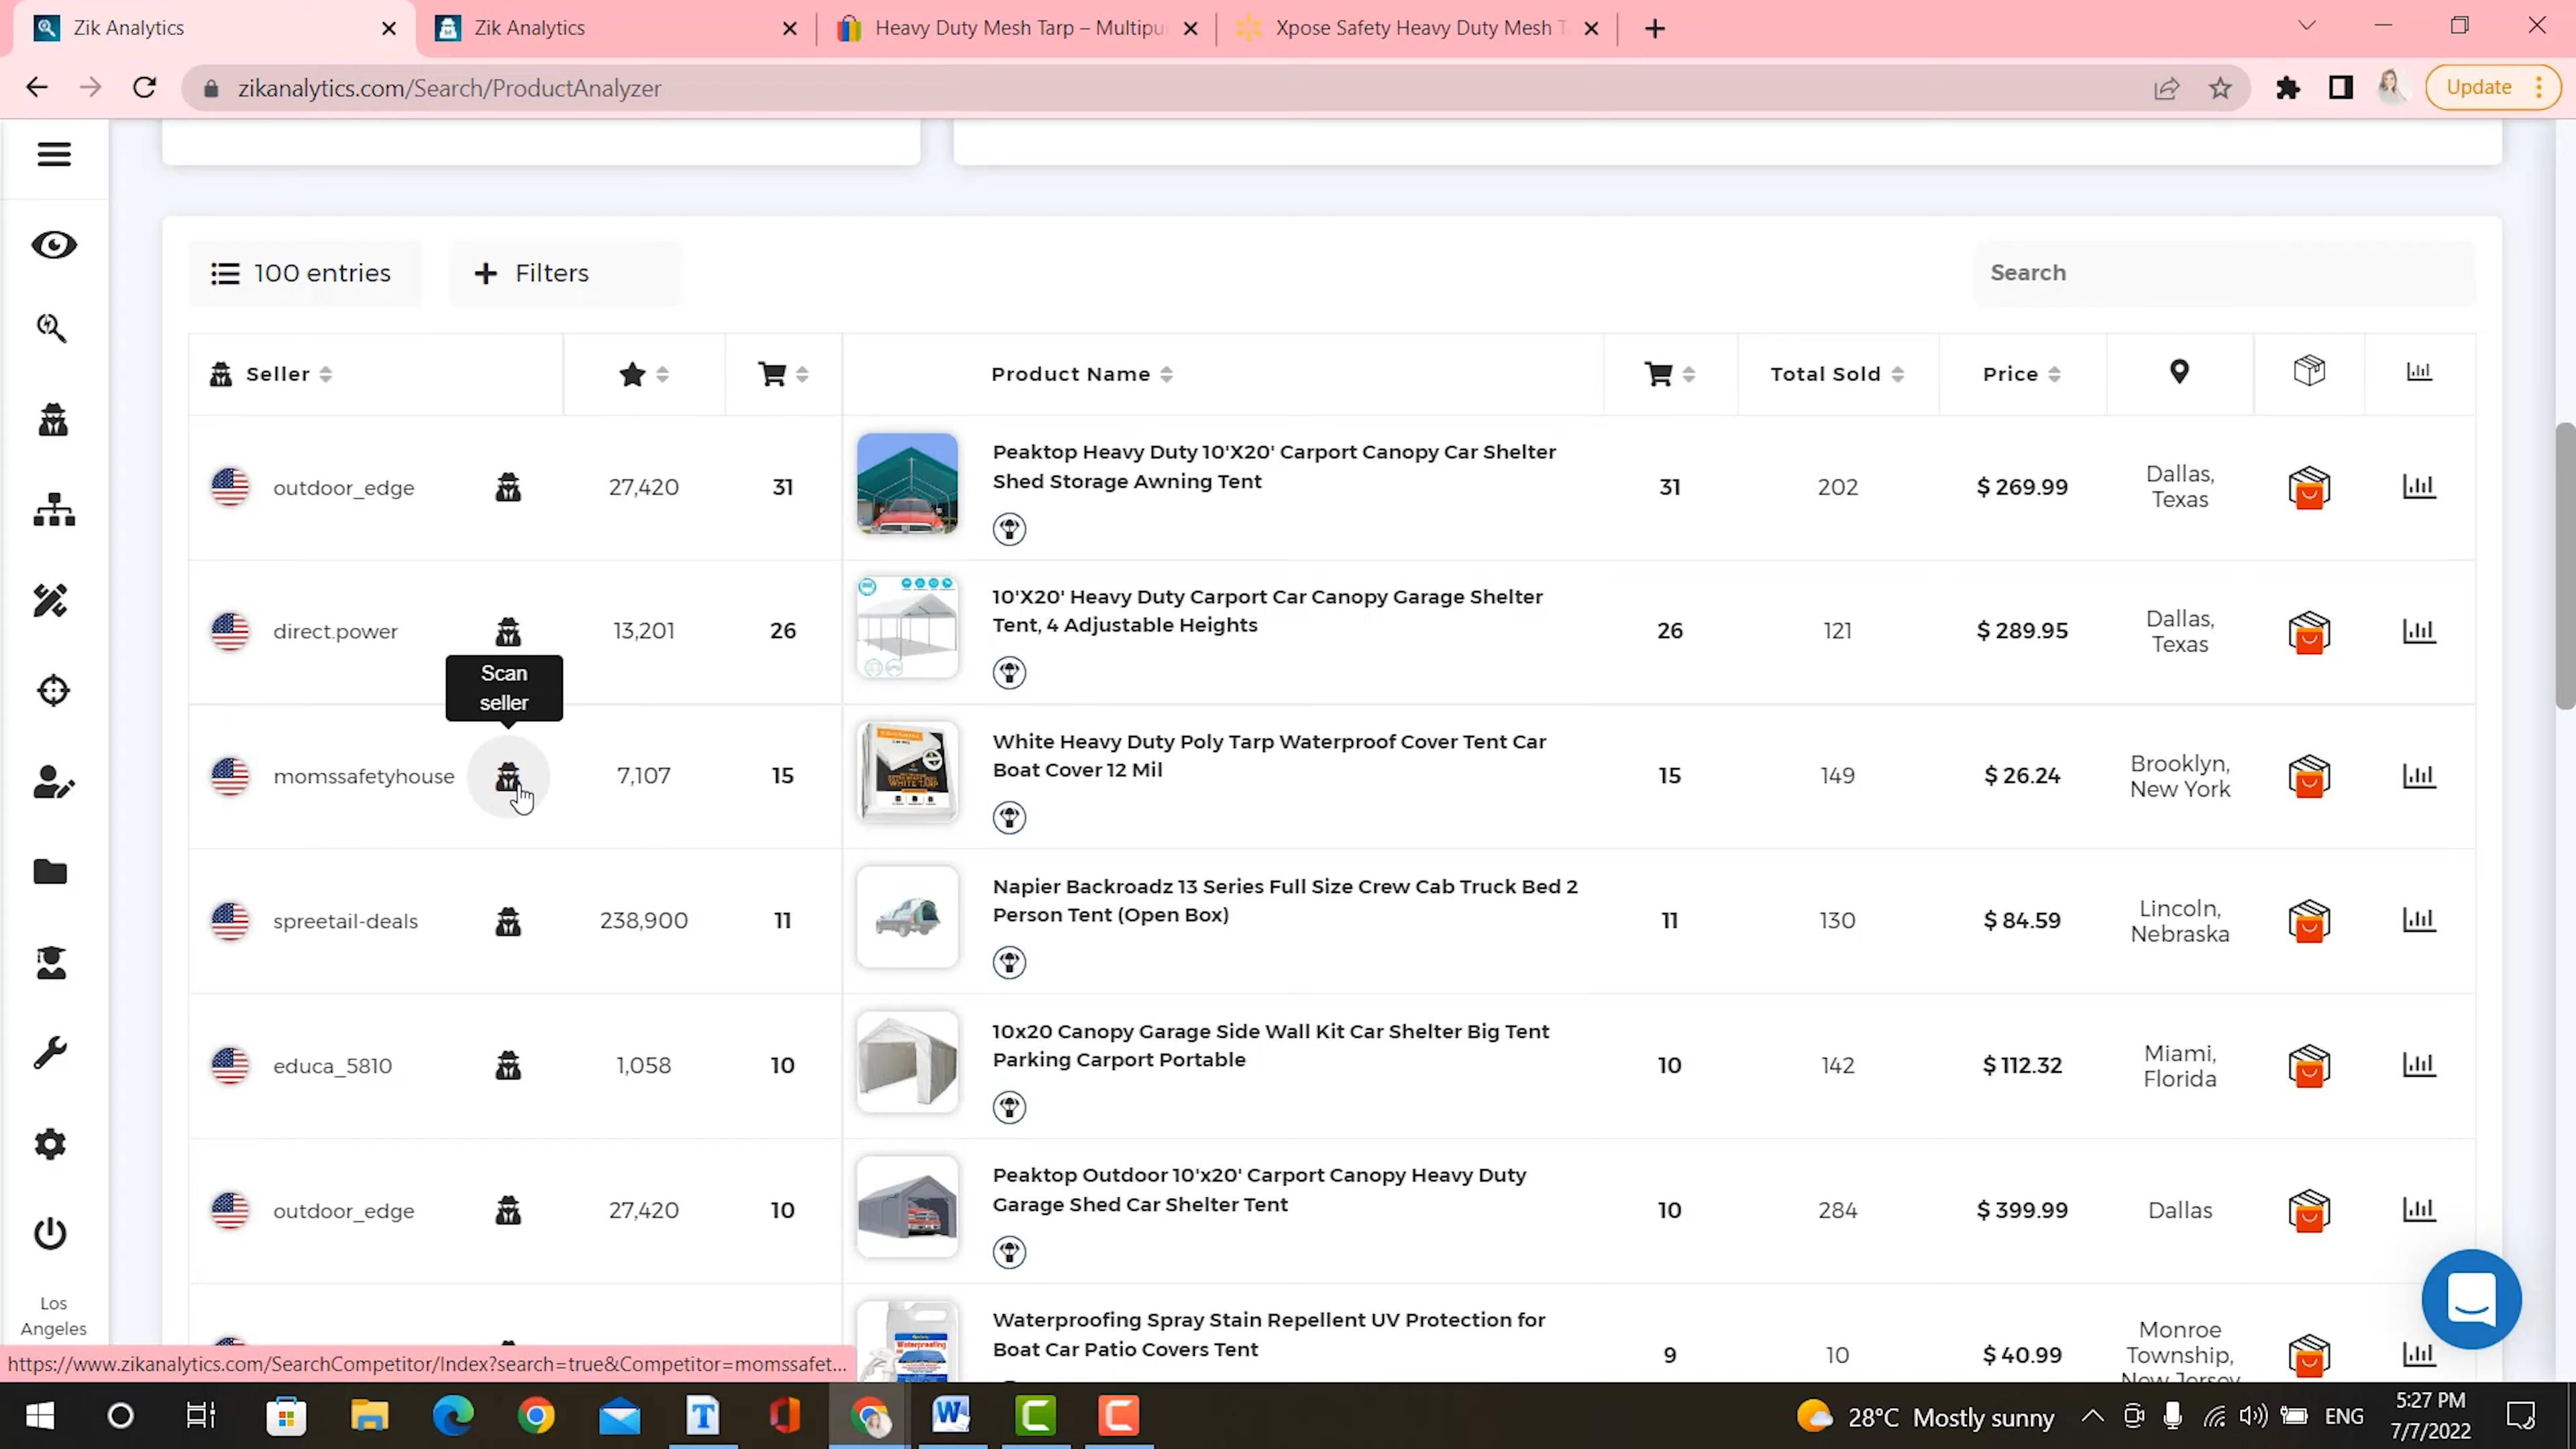 Zik Analytics
Zik Analytics
Heavy Duty Mesh Tarp – Multipu
Xpose Safety Heavy Duty Mesh T
zikanalytics.com/Search/ProductAnalyzer
Update
100 entries
Filters
Search
Seller
Product Name
Total Sold
Price
outdoor_edge
27,420
31
Peaktop Heavy Duty 10'X20' Carport Canopy Car Shelter
Shed Storage Awning Tent
31
202
$ 269.99
Dallas,
Texas
direct.power
13,201
26
10'X20' Heavy Duty Carport Car Canopy Garage Shelter
Tent, 4 Adjustable Heights
26
121
$ 289.95
Dallas,
Texas
Scan
seller
momssafetyhouse
7,107
15
White Heavy Duty Poly Tarp Waterproof Cover Tent Car
Boat Cover 12 Mil
15
149
$ 26.24
Brooklyn,
New York
WHITE TARP
spreetail-deals
238,900
11
Napier Backroadz 13 Series Full Size Crew Cab Truck Bed 2
Person Tent (Open Box)
11
130
$ 84.59
Lincoln,
Nebraska
educa_5810
1,058
10
10x20 Canopy Garage Side Wall Kit Car Shelter Big Tent
Parking Carport Portable
10
142
$ 112.32
Miami,
Florida
outdoor_edge
27,420
10
Peaktop Outdoor 10'x20' Carport Canopy Heavy Duty
Garage Shed Car Shelter Tent
10
284
$ 399.99
Dallas
Waterproofing Spray Stain Repellent UV Protection for
Boat Car Patio Covers Tent
9
10
$ 40.99
Monroe
Township,
New Jersey
Waterproofing
Los
Angeles
https://www.zikanalytics.com/SearchCompetitor/Index?search=true&Competitor=momssafet...
28°C Mostly sunny
ENG
5:27 PM
7/7/2022